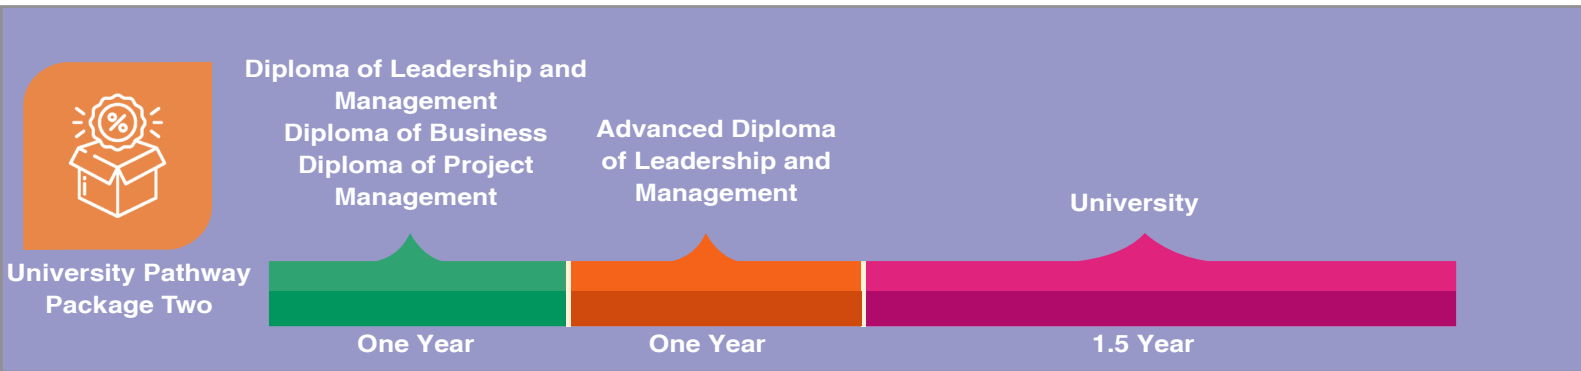 Diploma of Leadership and
Management
Diploma of Business
Diploma of Project
Management
Advanced Diploma
of Leadership and
Management
University
University Pathway
Package Two
One Year
One Year
1.5 Year
%